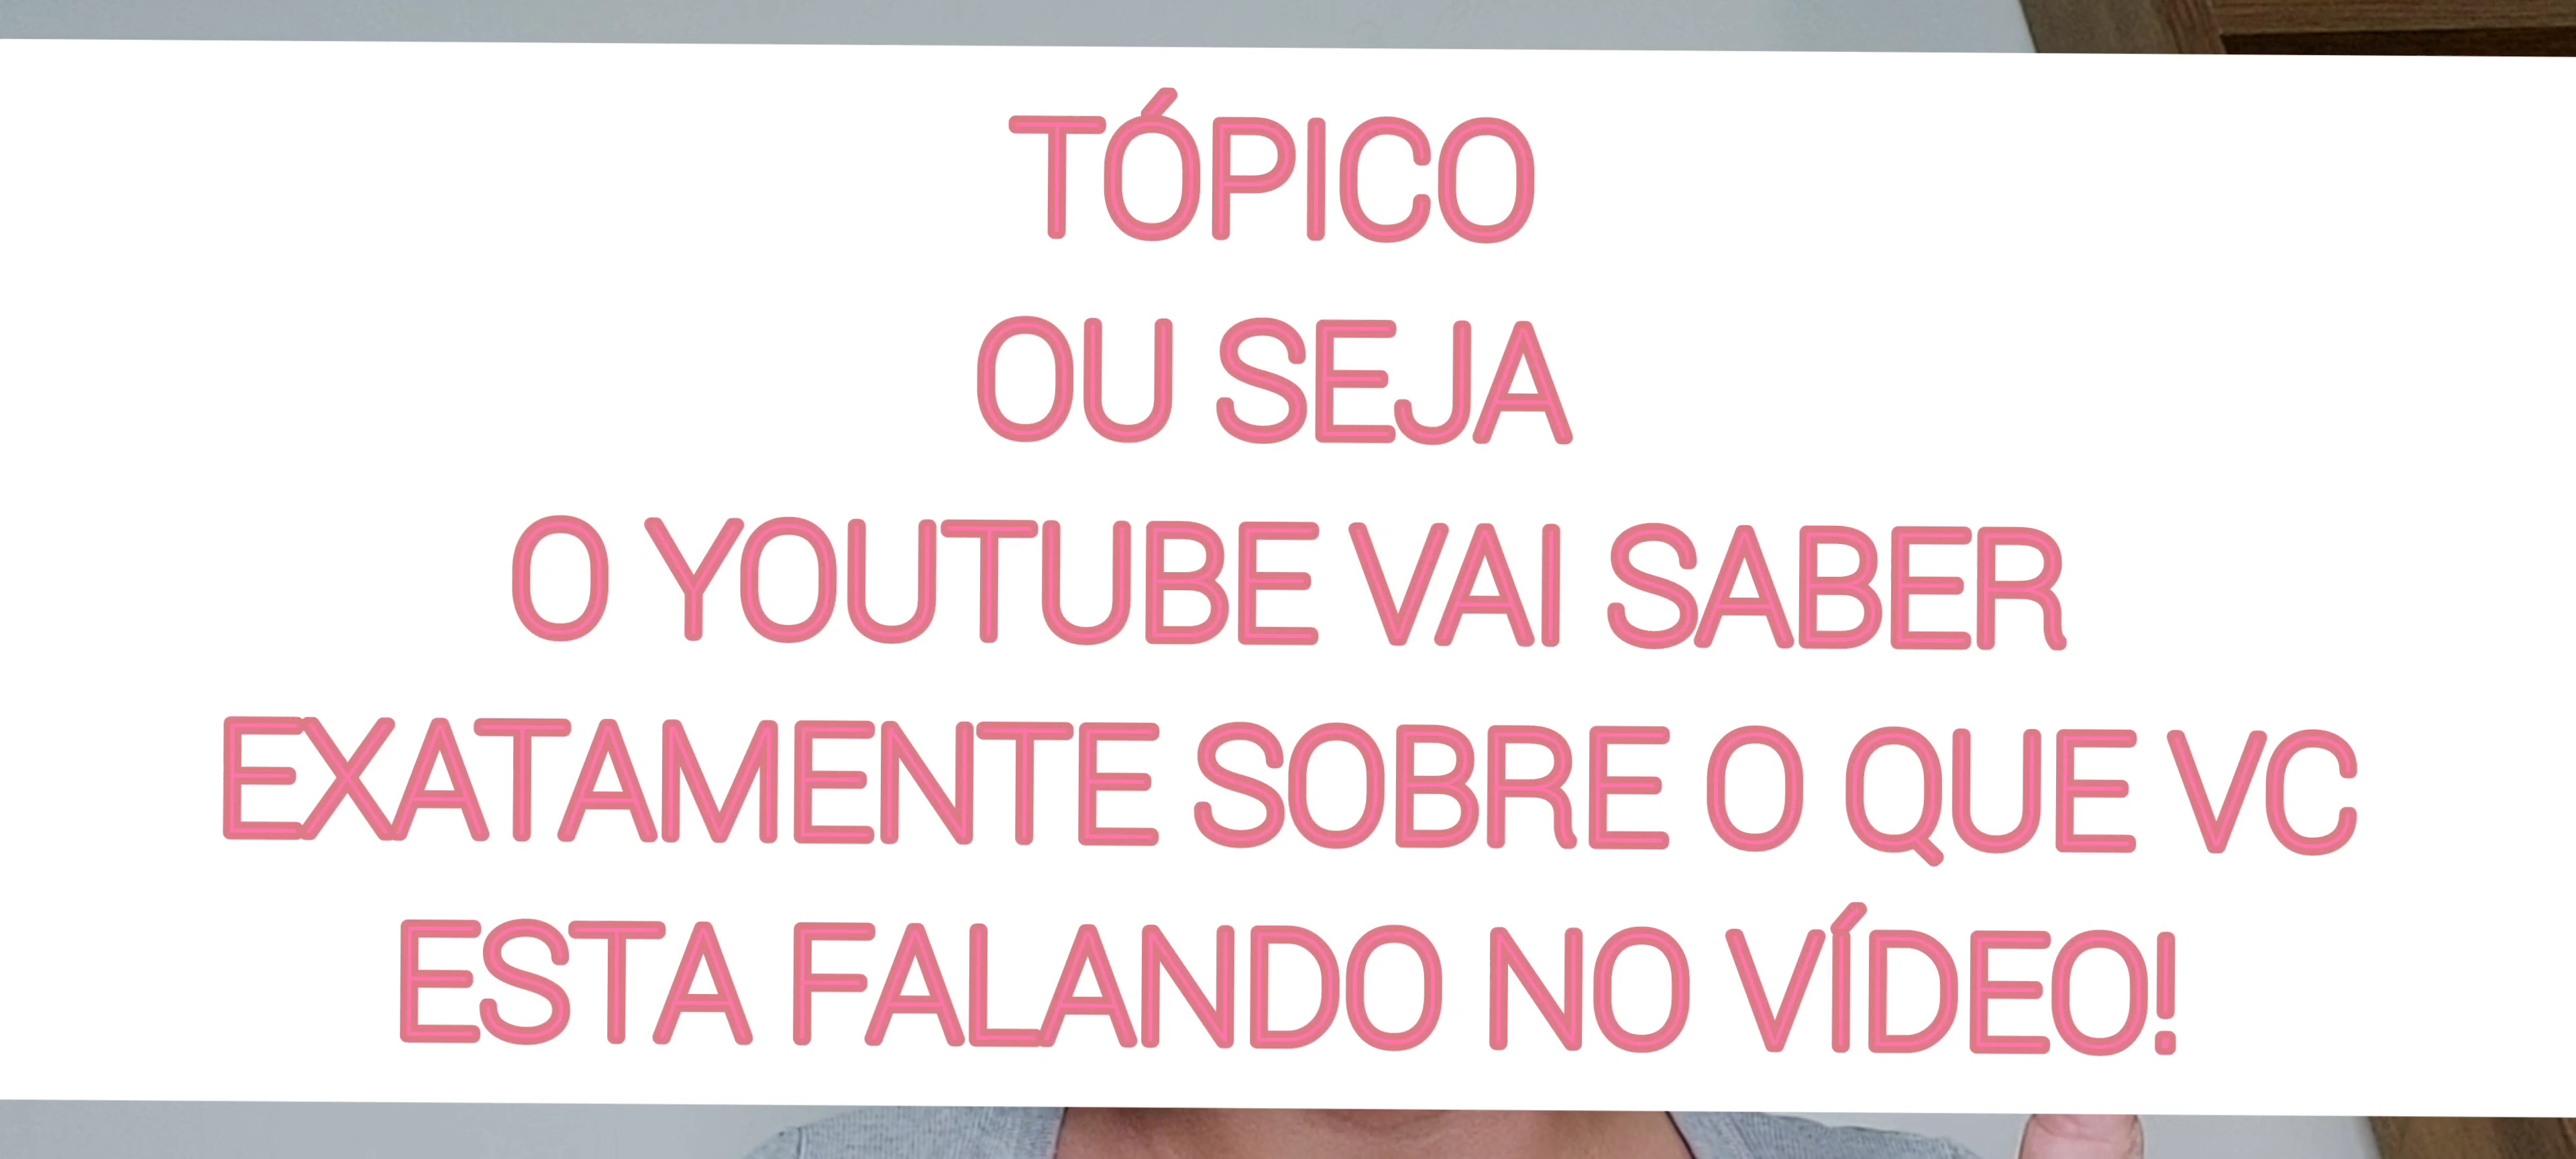 TÓPICO
OU SEJA
O YOUTUBE VAI SABER
EXATAMENTE SOBRE O QUE VC
ESTA FALANDO NO VÍDEO!